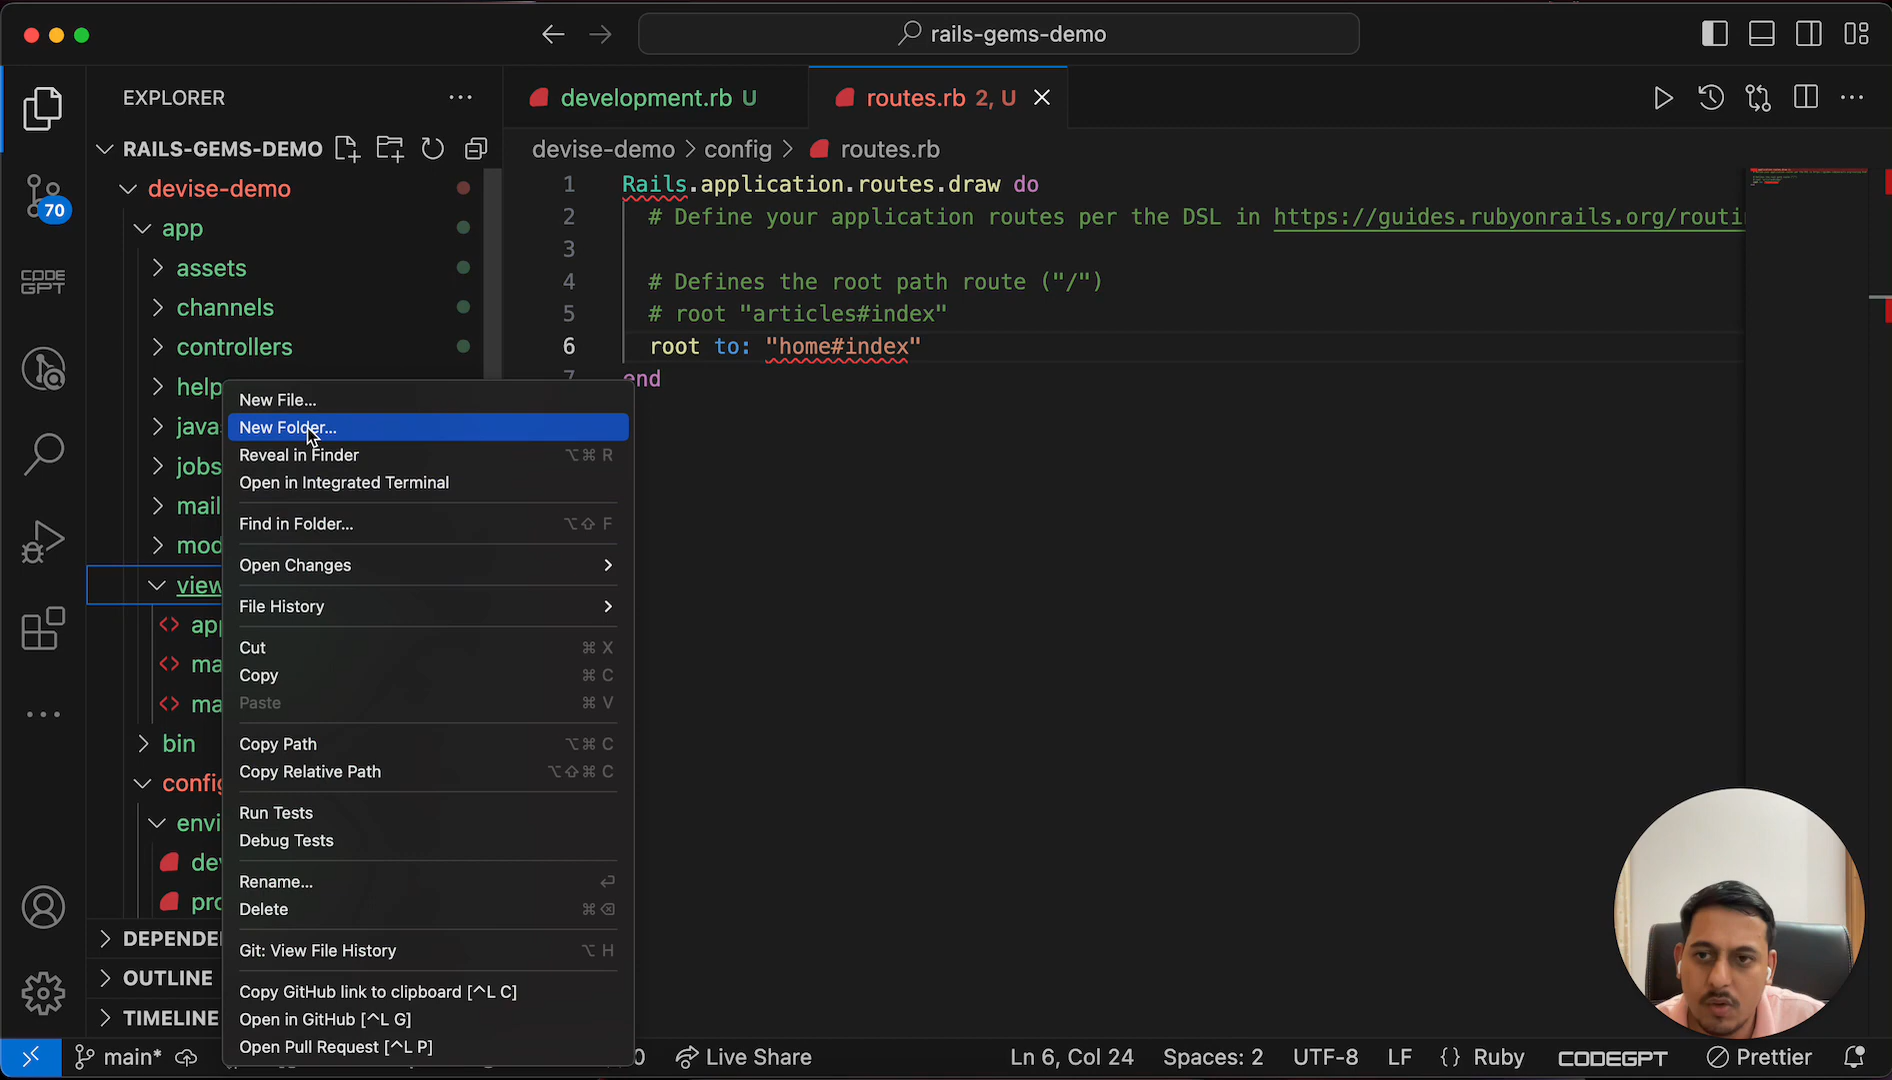 rails-gems-demo
EXPLORER
development.rb U
routes.rb 2, U
RAILS-GEMS-DEMO
devise-demo > config > routes.rb
devise-demo
app
assets
channels
controllers
help
java
jobs
mail
mod
view
app
ma
ma
bin
config
envi
dev
pro
DEPENDE
OUTLINE
TIMELINE
70
CODE
GPT
1 Rails.application.routes.draw do
2 # Define your application routes per the DSL in https://guides.rubyonrails.org/routi
3
4 # Defines the root path route ("/")
5 # root "articles#index"
6 root to: "home#index"
7 end
New File...
New Folder...
Reveal in Finder ⌥⌘ R
Open in Integrated Terminal
Find in Folder... ⌥⇧ F
Open Changes
File History
Cut ⌘ X
Copy ⌘ C
Paste ⌘ V
Copy Path ⌥⌘ C
Copy Relative Path ⌥⇧⌘ C
Run Tests
Debug Tests
Rename... ⏎
Delete ⌘⌫
Git: View File History ⌥ H
Copy GitHub link to clipboard [^L C]
Open in GitHub [^L G]
Open Pull Request [^L P]
main* 0 Live Share Ln 6, Col 24 Spaces: 2 UTF-8 LF {} Ruby CODEGPT Prettier